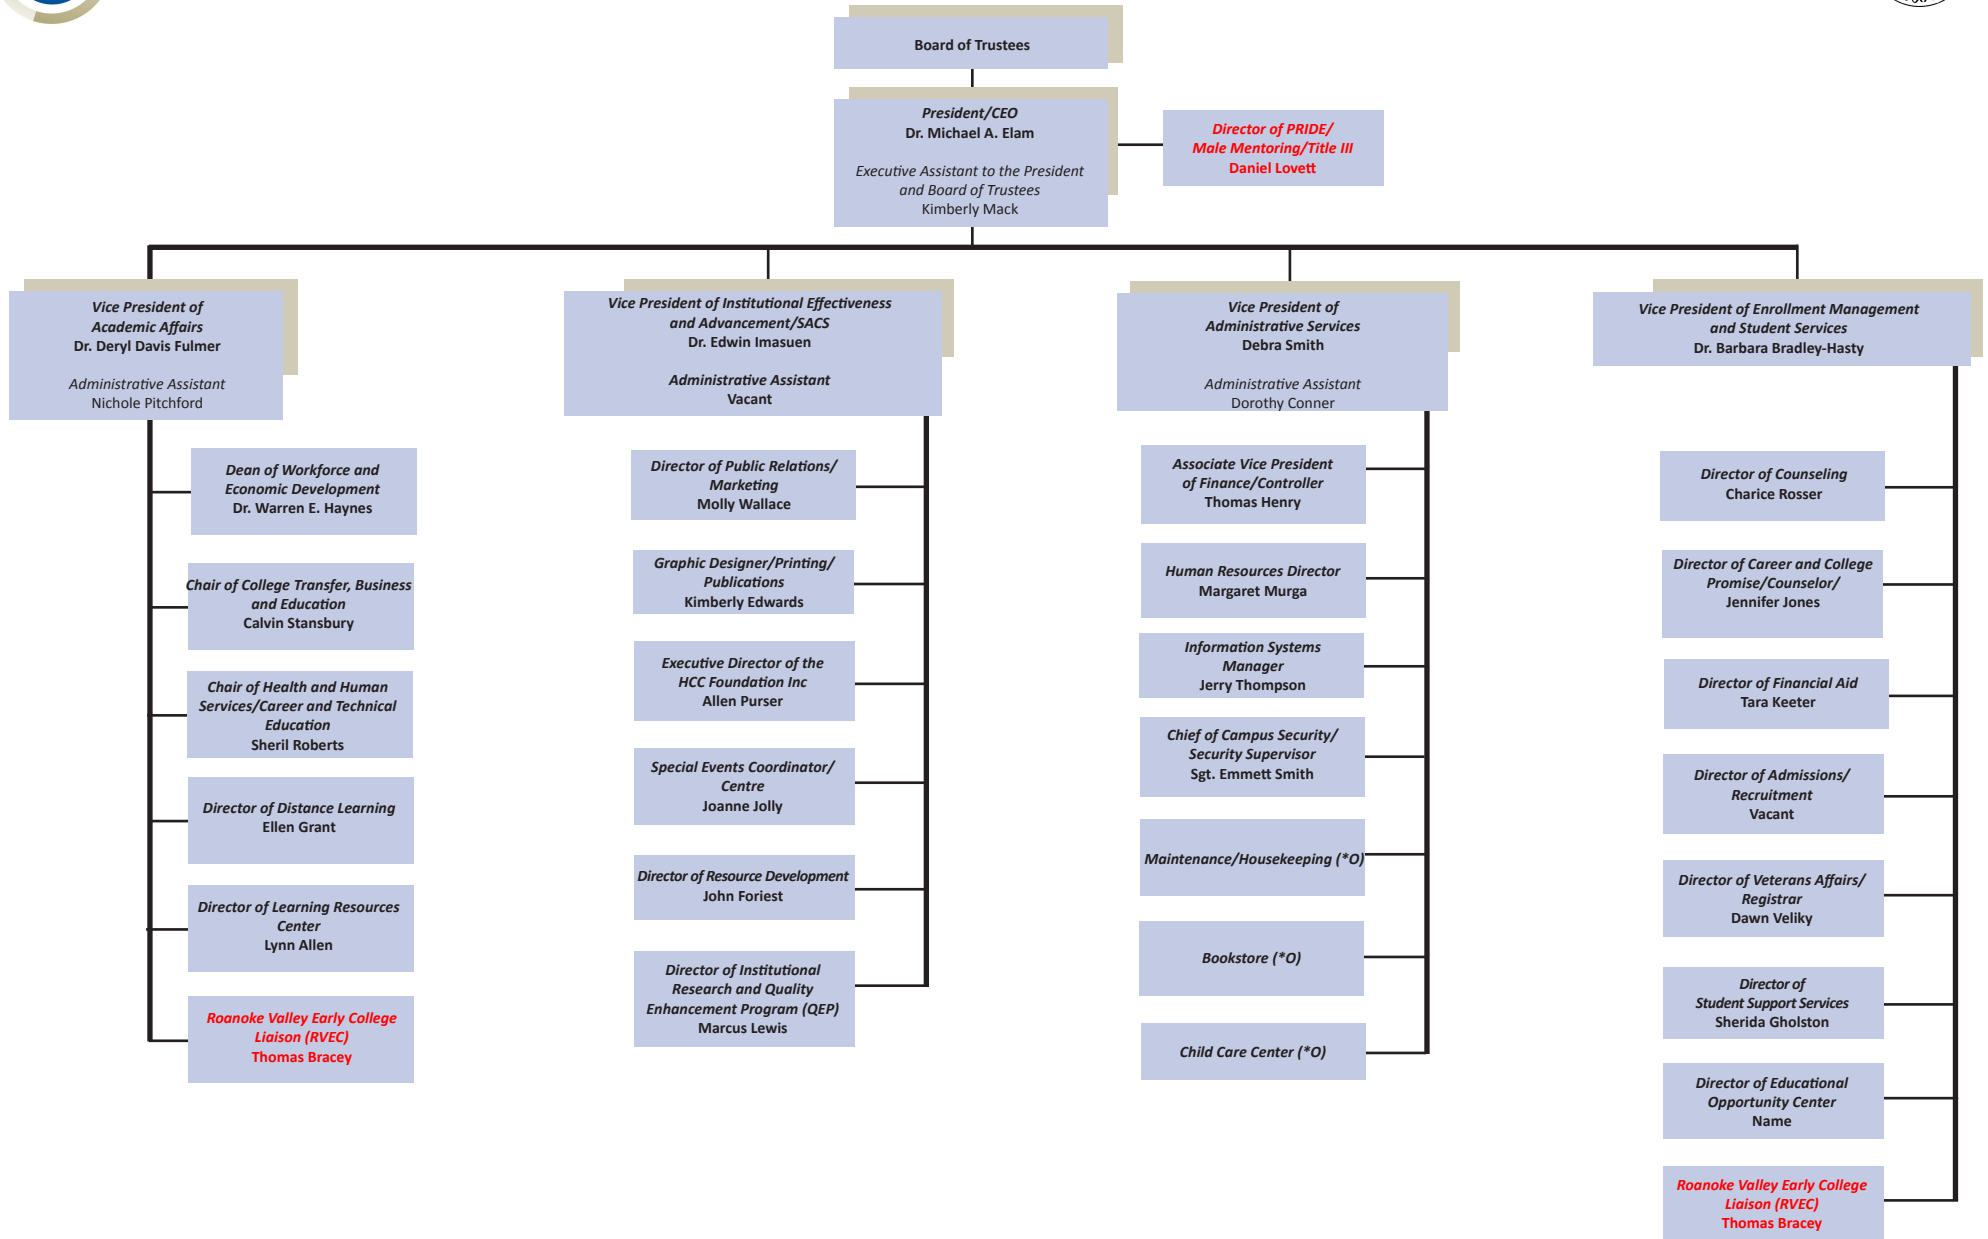 Board of Trustees
President/CEO
Dr. Michael A. Elam
Executive Assistant to the President
and Board of Trustees
Kimberly Mack
Director of PRIDE/
Male Mentoring/Title III
Daniel Lovett
Vice President of
Academic Affairs
Dr. Deryl Davis Fulmer
Administrative Assistant
Nichole Pitchford
Dean of Workforce and
Economic Development
Dr. Warren E. Haynes
Chair of College Transfer, Business
and Education
Calvin Stansbury
Chair of Health and Human
Services/Career and Technical
Education
Sheril Roberts
Director of Distance Learning
Ellen Grant
Director of Learning Resources
Center
Lynn Allen
Roanoke Valley Early College
Liaison (RVEC)
Thomas Bracey
Vice President of Institutional Effectiveness
and Advancement/SACS
Dr. Edwin Imasuen
Administrative Assistant
Vacant
Director of Public Relations/
Marketing
Molly Wallace
Graphic Designer/Printing/
Publications
Kimberly Edwards
Executive Director of the
HCC Foundation Inc
Allen Purser
Special Events Coordinator/
Centre
Joanne Jolly
Director of Resource Development
John Foriest
Director of Institutional
Research and Quality
Enhancement Program (QEP)
Marcus Lewis
Vice President of
Administrative Services
Debra Smith
Administrative Assistant
Dorothy Conner
Associate Vice President
of Finance/Controller
Thomas Henry
Human Resources Director
Margaret Murga
Information Systems
Manager
Jerry Thompson
Chief of Campus Security/
Security Supervisor
Sgt. Emmett Smith
Maintenance/Housekeeping (*O)
Bookstore (*O)
Child Care Center (*O)
Vice President of Enrollment Management
and Student Services
Dr. Barbara Bradley-Hasty
Director of Counseling
Charice Rosser
Director of Career and College
Promise/Counselor/
Jennifer Jones
Director of Financial Aid
Tara Keeter
Director of Admissions/
Recruitment
Vacant
Director of Veterans Affairs/
Registrar
Dawn Veliky
Director of
Student Support Services
Sherida Gholston
Director of Educational
Opportunity Center
Name
Roanoke Valley Early College
Liaison (RVEC)
Thomas Bracey